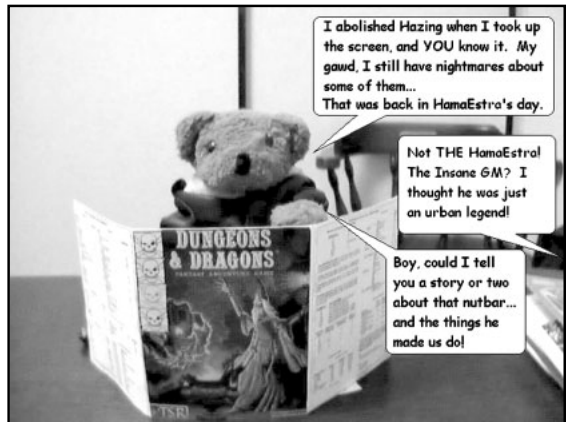 I abolished Hazing when I took up
the screen, and YOU know it. My
gawd, I still have nightmares about
some of them...
That was back in HamaEstra's day.
Not THE HamaEstra!
The Insane GM? I
thought he was just
an urban legend!
Boy, could I tell
you a story or two
about that nutbar...
and the things he
made us do!
DUNGEONS
& DRAGONS
FANTASY ADVENTURE GAME
TSR